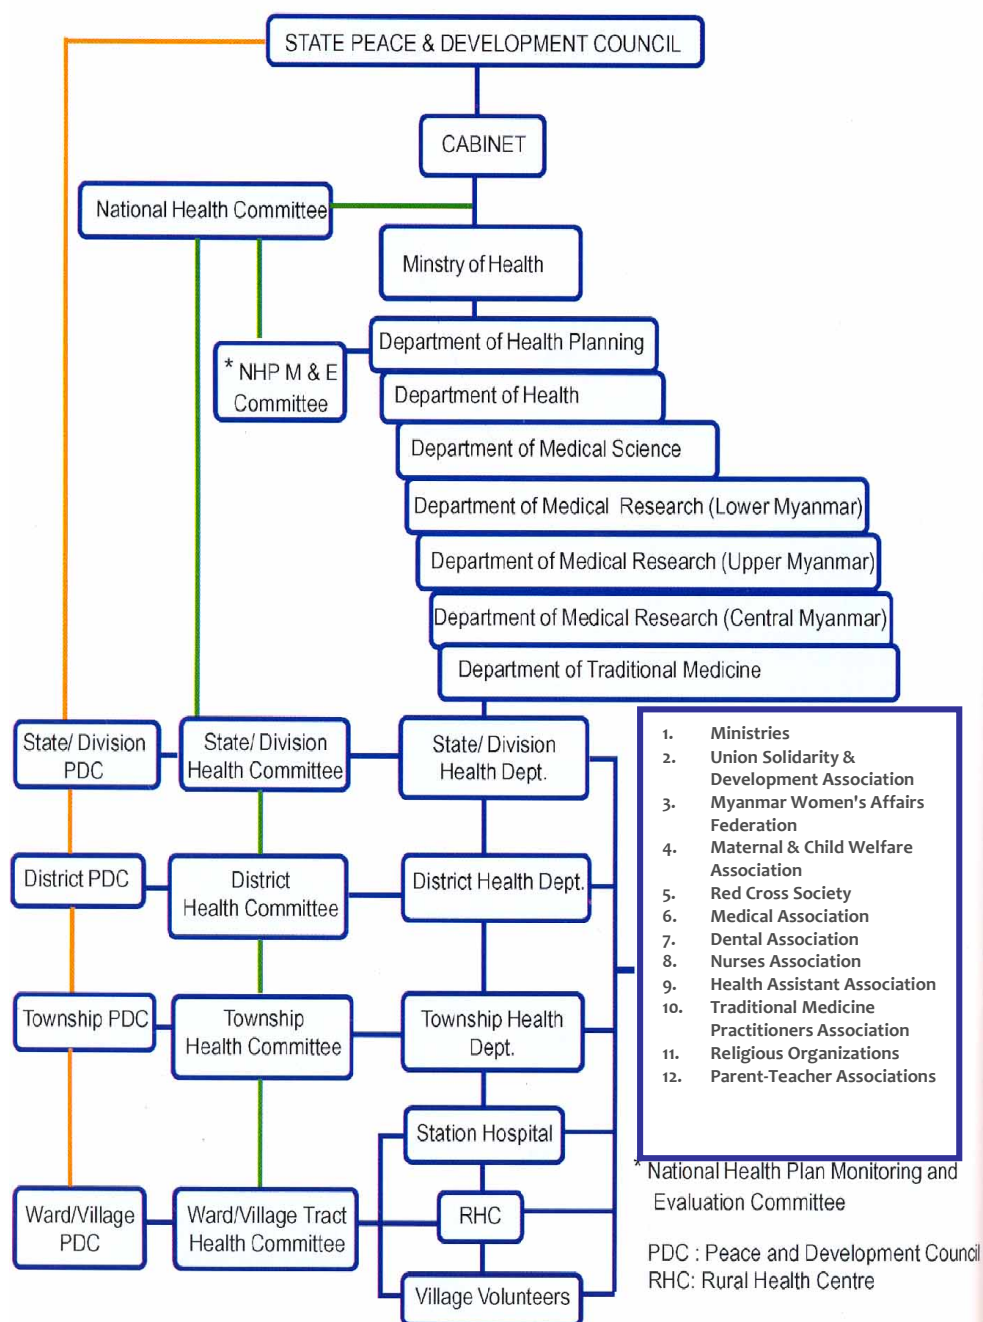 STATE PEACE & DEVELOPMENT COUNCIL
CABINET
National Health Committee
Minstry of Health
Department of Health Planning
* NHP M & E
Committee
Department of Health
Department of Medical Science
Department of Medical Research (Lower Myanmar)
Department of Medical Research (Upper Myanmar)
Department of Medical Research (Central Myanmar)
Department of Traditional Medicine
State/ Division
PDC
State/ Division
Health Committee
State/ Division
Health Dept.
District PDC
District
Health Committee
District Health Dept.
Township PDC
Township
Health Committee
Township Health
Dept.
Station Hospital
Ward/Village
PDC
Ward/Village Tract
Health Committee
RHC
Village Volunteers
1. Ministries
2. Union Solidarity &
Development Association
3. Myanmar Women's Affairs
Federation
4. Maternal & Child Welfare
Association
5. Red Cross Society
6. Medical Association
7. Dental Association
8. Nurses Association
9. Health Assistant Association
10. Traditional Medicine
Practitioners Association
11. Religious Organizations
12. Parent-Teacher Associations
* National Health Plan Monitoring and
Evaluation Committee
PDC : Peace and Development Council
RHC: Rural Health Centre